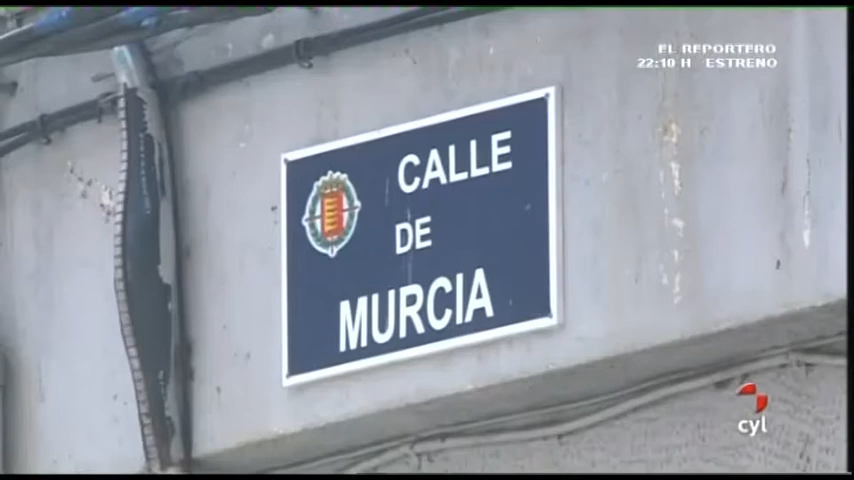 EL REPORTERO
22:10 H ESTRENO
CALLE
DE
MURCIA
cyl